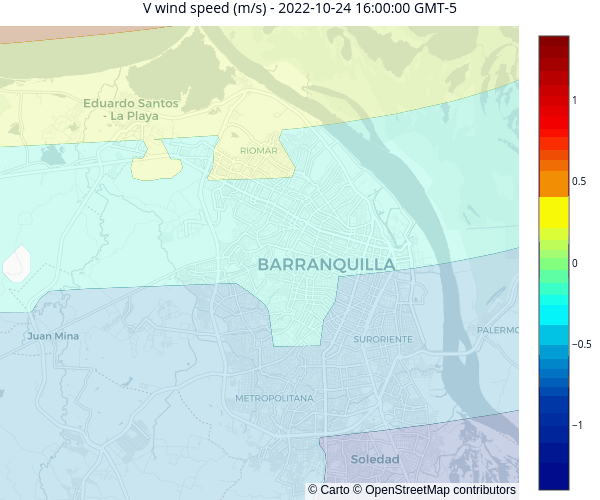 V wind speed (m/s) - 2022-10-24 16:00:00 GMT-5
Eduardo Santos
- La Playa
RIOMAR
BARRANQUILLA
Juan Mina
SURORIENTE
PALERMO
METROPOLITANA
Soledad
1
0.5
0
−0.5
−1
© Carto © OpenStreetMap contributors